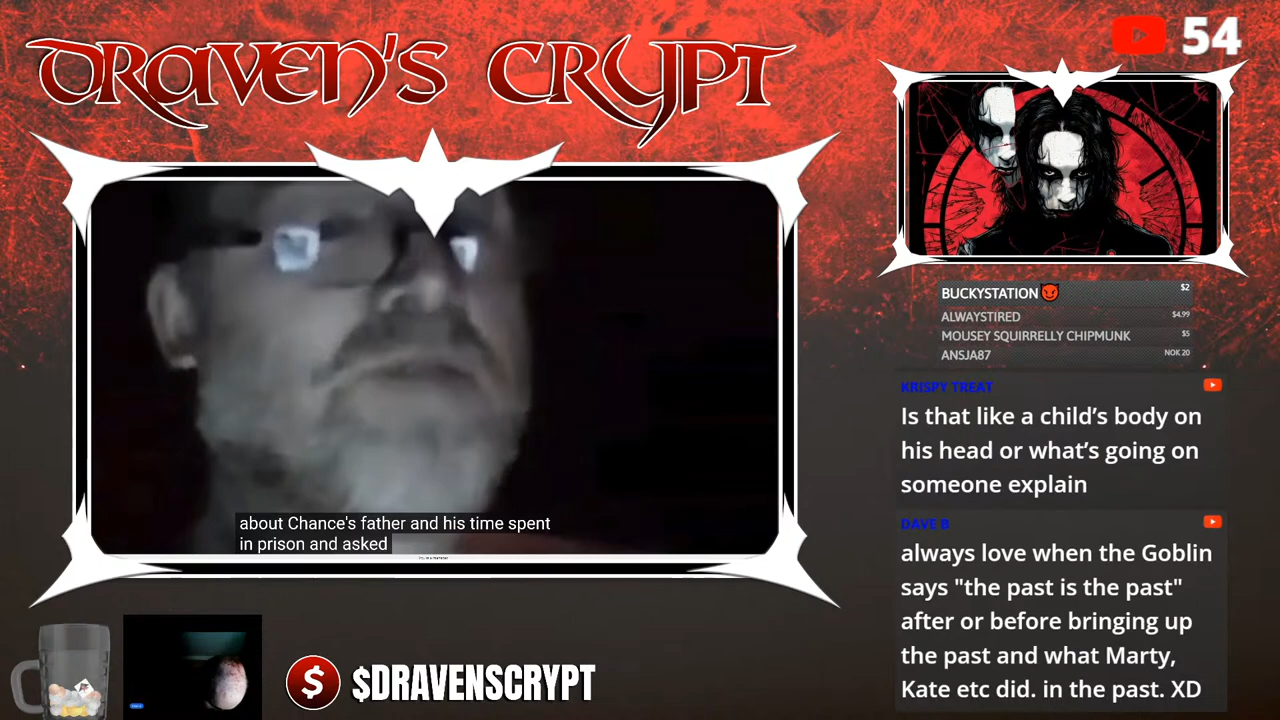 DRAVEN'S CRYPT
54
BUCKYSTATION
$2
ALWAYSTIRED
$4.99
MOUSEY SQUIRRELLY CHIPMUNK
$5
ANSJA87
NOK 20
KRISPY TREAT
Is that like a child's body on
his head or what's going on
someone explain
DAVE B
always love when the Goblin
says "the past is the past"
after or before bringing up
the past and what Marty,
Kate etc did. in the past. XD
about Chance's father and his time spent
in prison and asked
$ $DRAVENSCRYPT